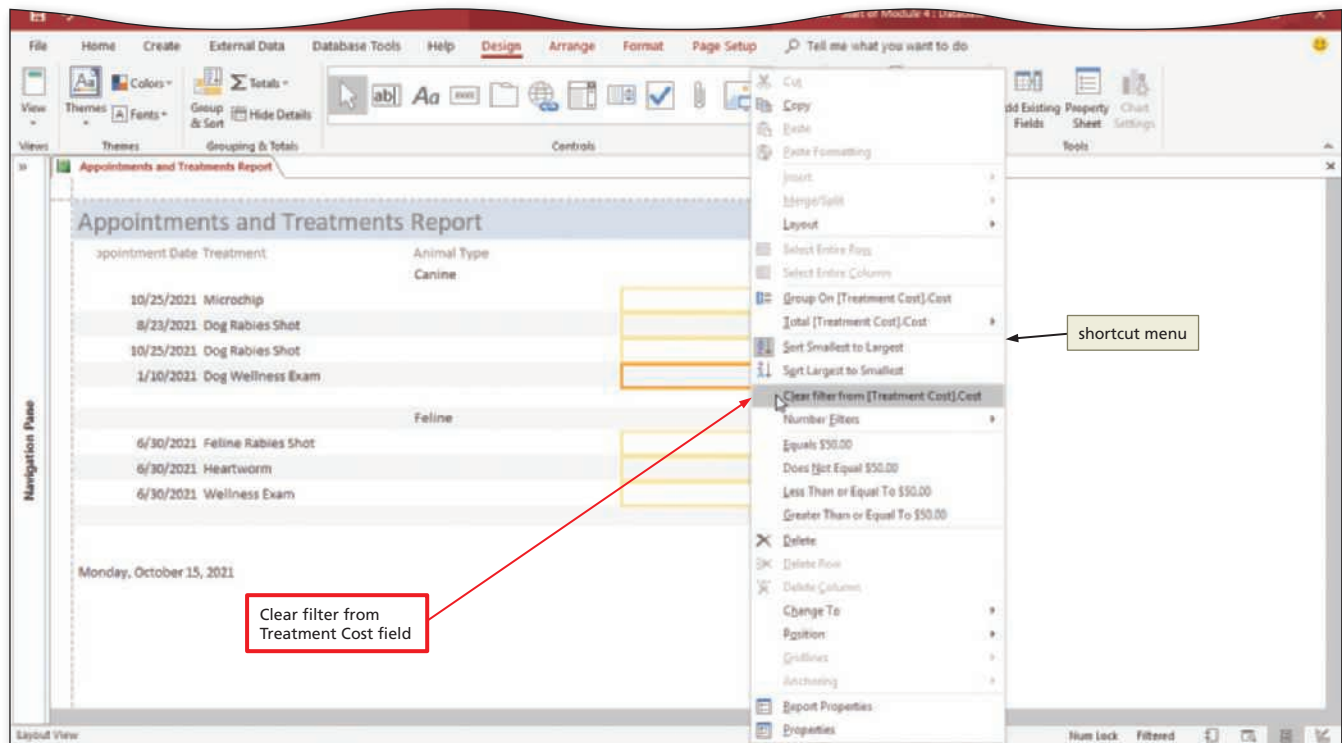 Start of Module 4 : Databas
File Home Create External Data Database Tools Help Design Arrange Format Page Setup Tell me what you want to do
View
Themes
Colors
Fonts
Group & Sort
Totals
Hide Details
ab|
Aa
Add Existing Fields
Property Sheet
Chart Settings
Views Themes Grouping & Totals Controls Tools
Appointments and Treatments Report
Appointments and Treatments Report
ppointment Date Treatment Animal Type
Canine
10/25/2021 Microchip
8/23/2021 Dog Rabies Shot
10/25/2021 Dog Rabies Shot
1/10/2021 Dog Wellness Exam
Feline
6/30/2021 Feline Rabies Shot
6/30/2021 Heartworm
6/30/2021 Wellness Exam
Monday, October 15, 2021
Navigation Pane
Cut
Copy
Paste
Paste Formatting
Insert
Merge/Split
Layout
Select Entire Row
Select Entire Column
Group On [Treatment Cost].Cost
Total [Treatment Cost].Cost
Sort Smallest to Largest
Sort Largest to Smallest
Clear filter from [Treatment Cost].Cost
Number Filters
Equals $50.00
Does Not Equal $50.00
Less Than or Equal To $50.00
Greater Than or Equal To $50.00
Delete
Delete Row
Delete Column
Change To
Position
Gridlines
Anchoring
Report Properties
Properties
shortcut menu
Clear filter from
Treatment Cost field
Layout View Num Lock Filtered